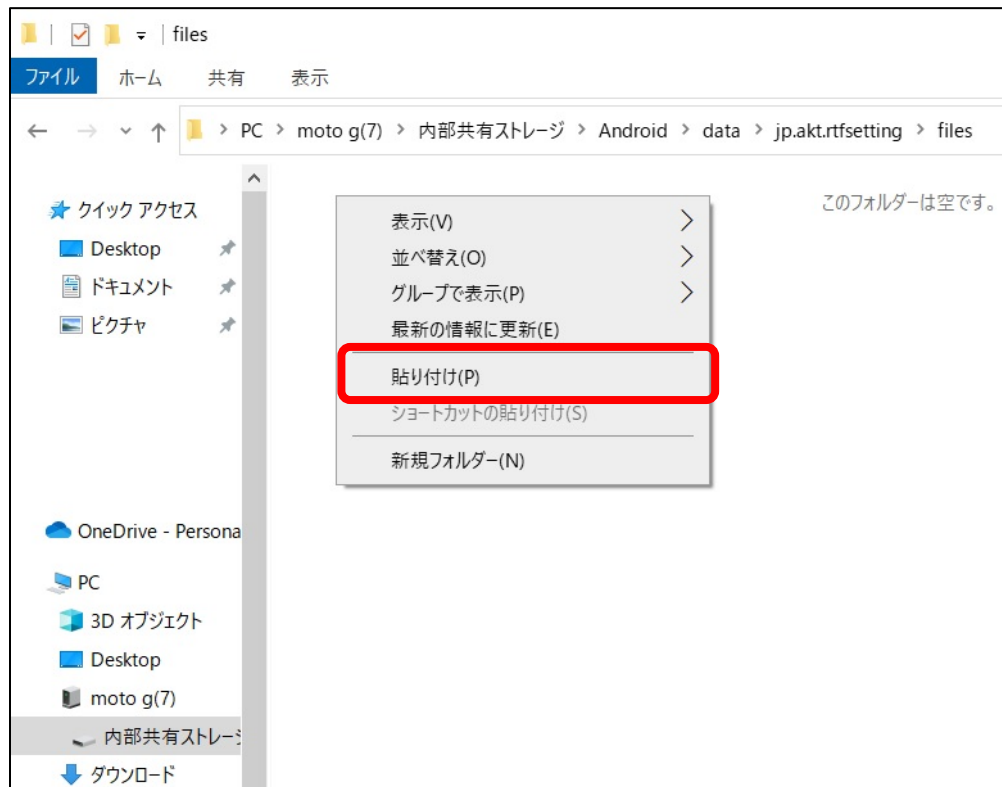 files
ファイル ホーム 共有 表示
PC > moto g(7) > 内部共有ストレージ > Android > data > jp.akt.rtfsetting > files
クイック アクセス
Desktop
ドキュメント
ピクチャ
OneDrive - Persona
PC
3D オブジェクト
Desktop
moto g(7)
内部共有ストレージ
ダウンロード
このフォルダーは空です。
表示(V)
並べ替え(O)
グループで表示(P)
最新の情報に更新(E)
貼り付け(P)
ショートカットの貼り付け(S)
新規フォルダー(N)